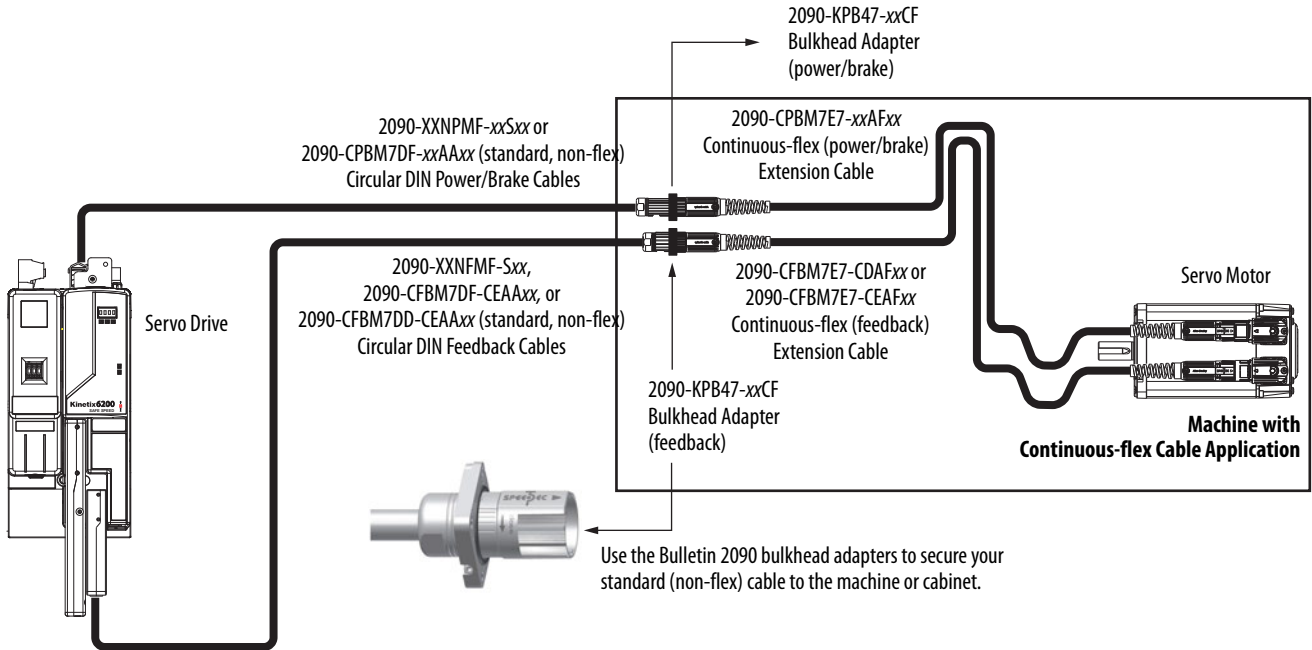 2090-KPB47-xxCF
Bulkhead Adapter
(power/brake)
2090-XXNPMF-xxSxx or
2090-CPBM7DF-xxAAxx (standard, non-flex)
Circular DIN Power/Brake Cables
2090-CPBM7E7-xxAFxx
Continuous-flex (power/brake)
Extension Cable
2090-XXNFMF-Sxx,
2090-CFBM7DF-CEAAxx, or
2090-CFBM7DD-CEAAxx (standard, non-flex)
Circular DIN Feedback Cables
2090-CFBM7E7-CDAFxx or
2090-CFBM7E7-CEAFxx
Continuous-flex (feedback)
Extension Cable
Servo Motor
Servo Drive
Kinetix6200
SAFE SPEED
2090-KPB47-xxCF
Bulkhead Adapter
(feedback)
Machine with
Continuous-flex Cable Application
Use the Bulletin 2090 bulkhead adapters to secure your
standard (non-flex) cable to the machine or cabinet.